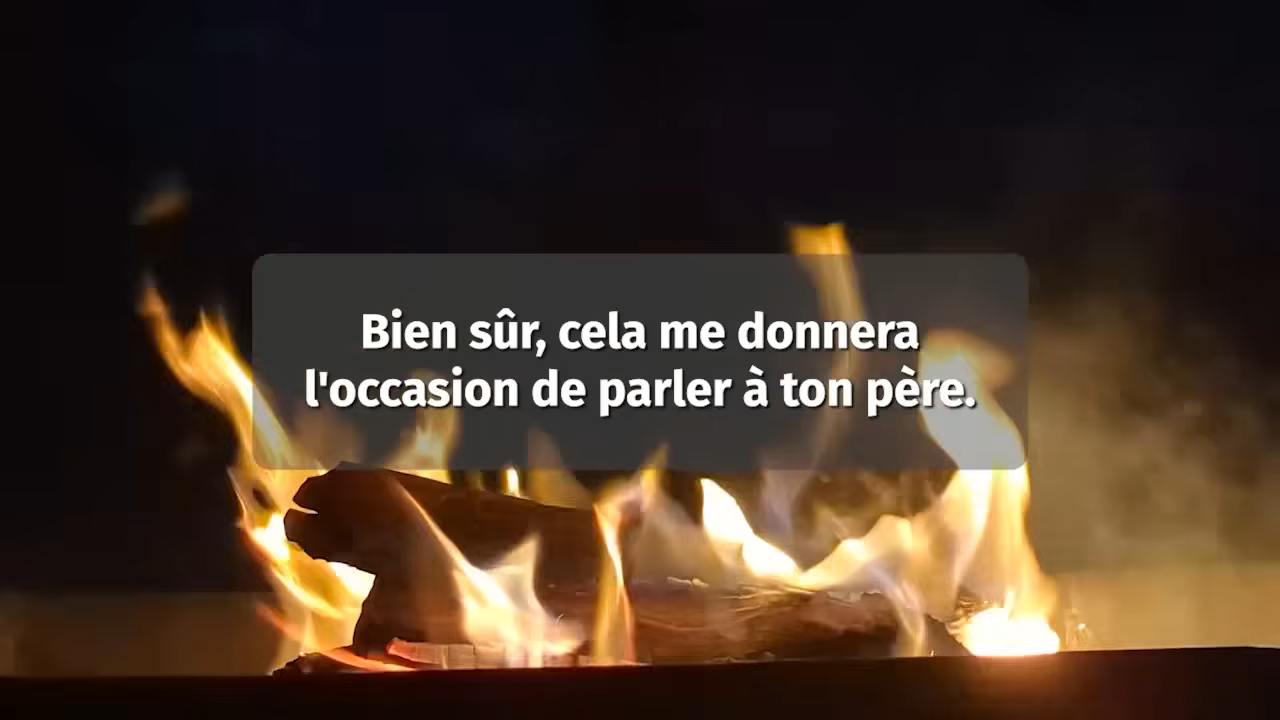 Bien sûr, cela me donnera
l'occasion de parler à ton père.